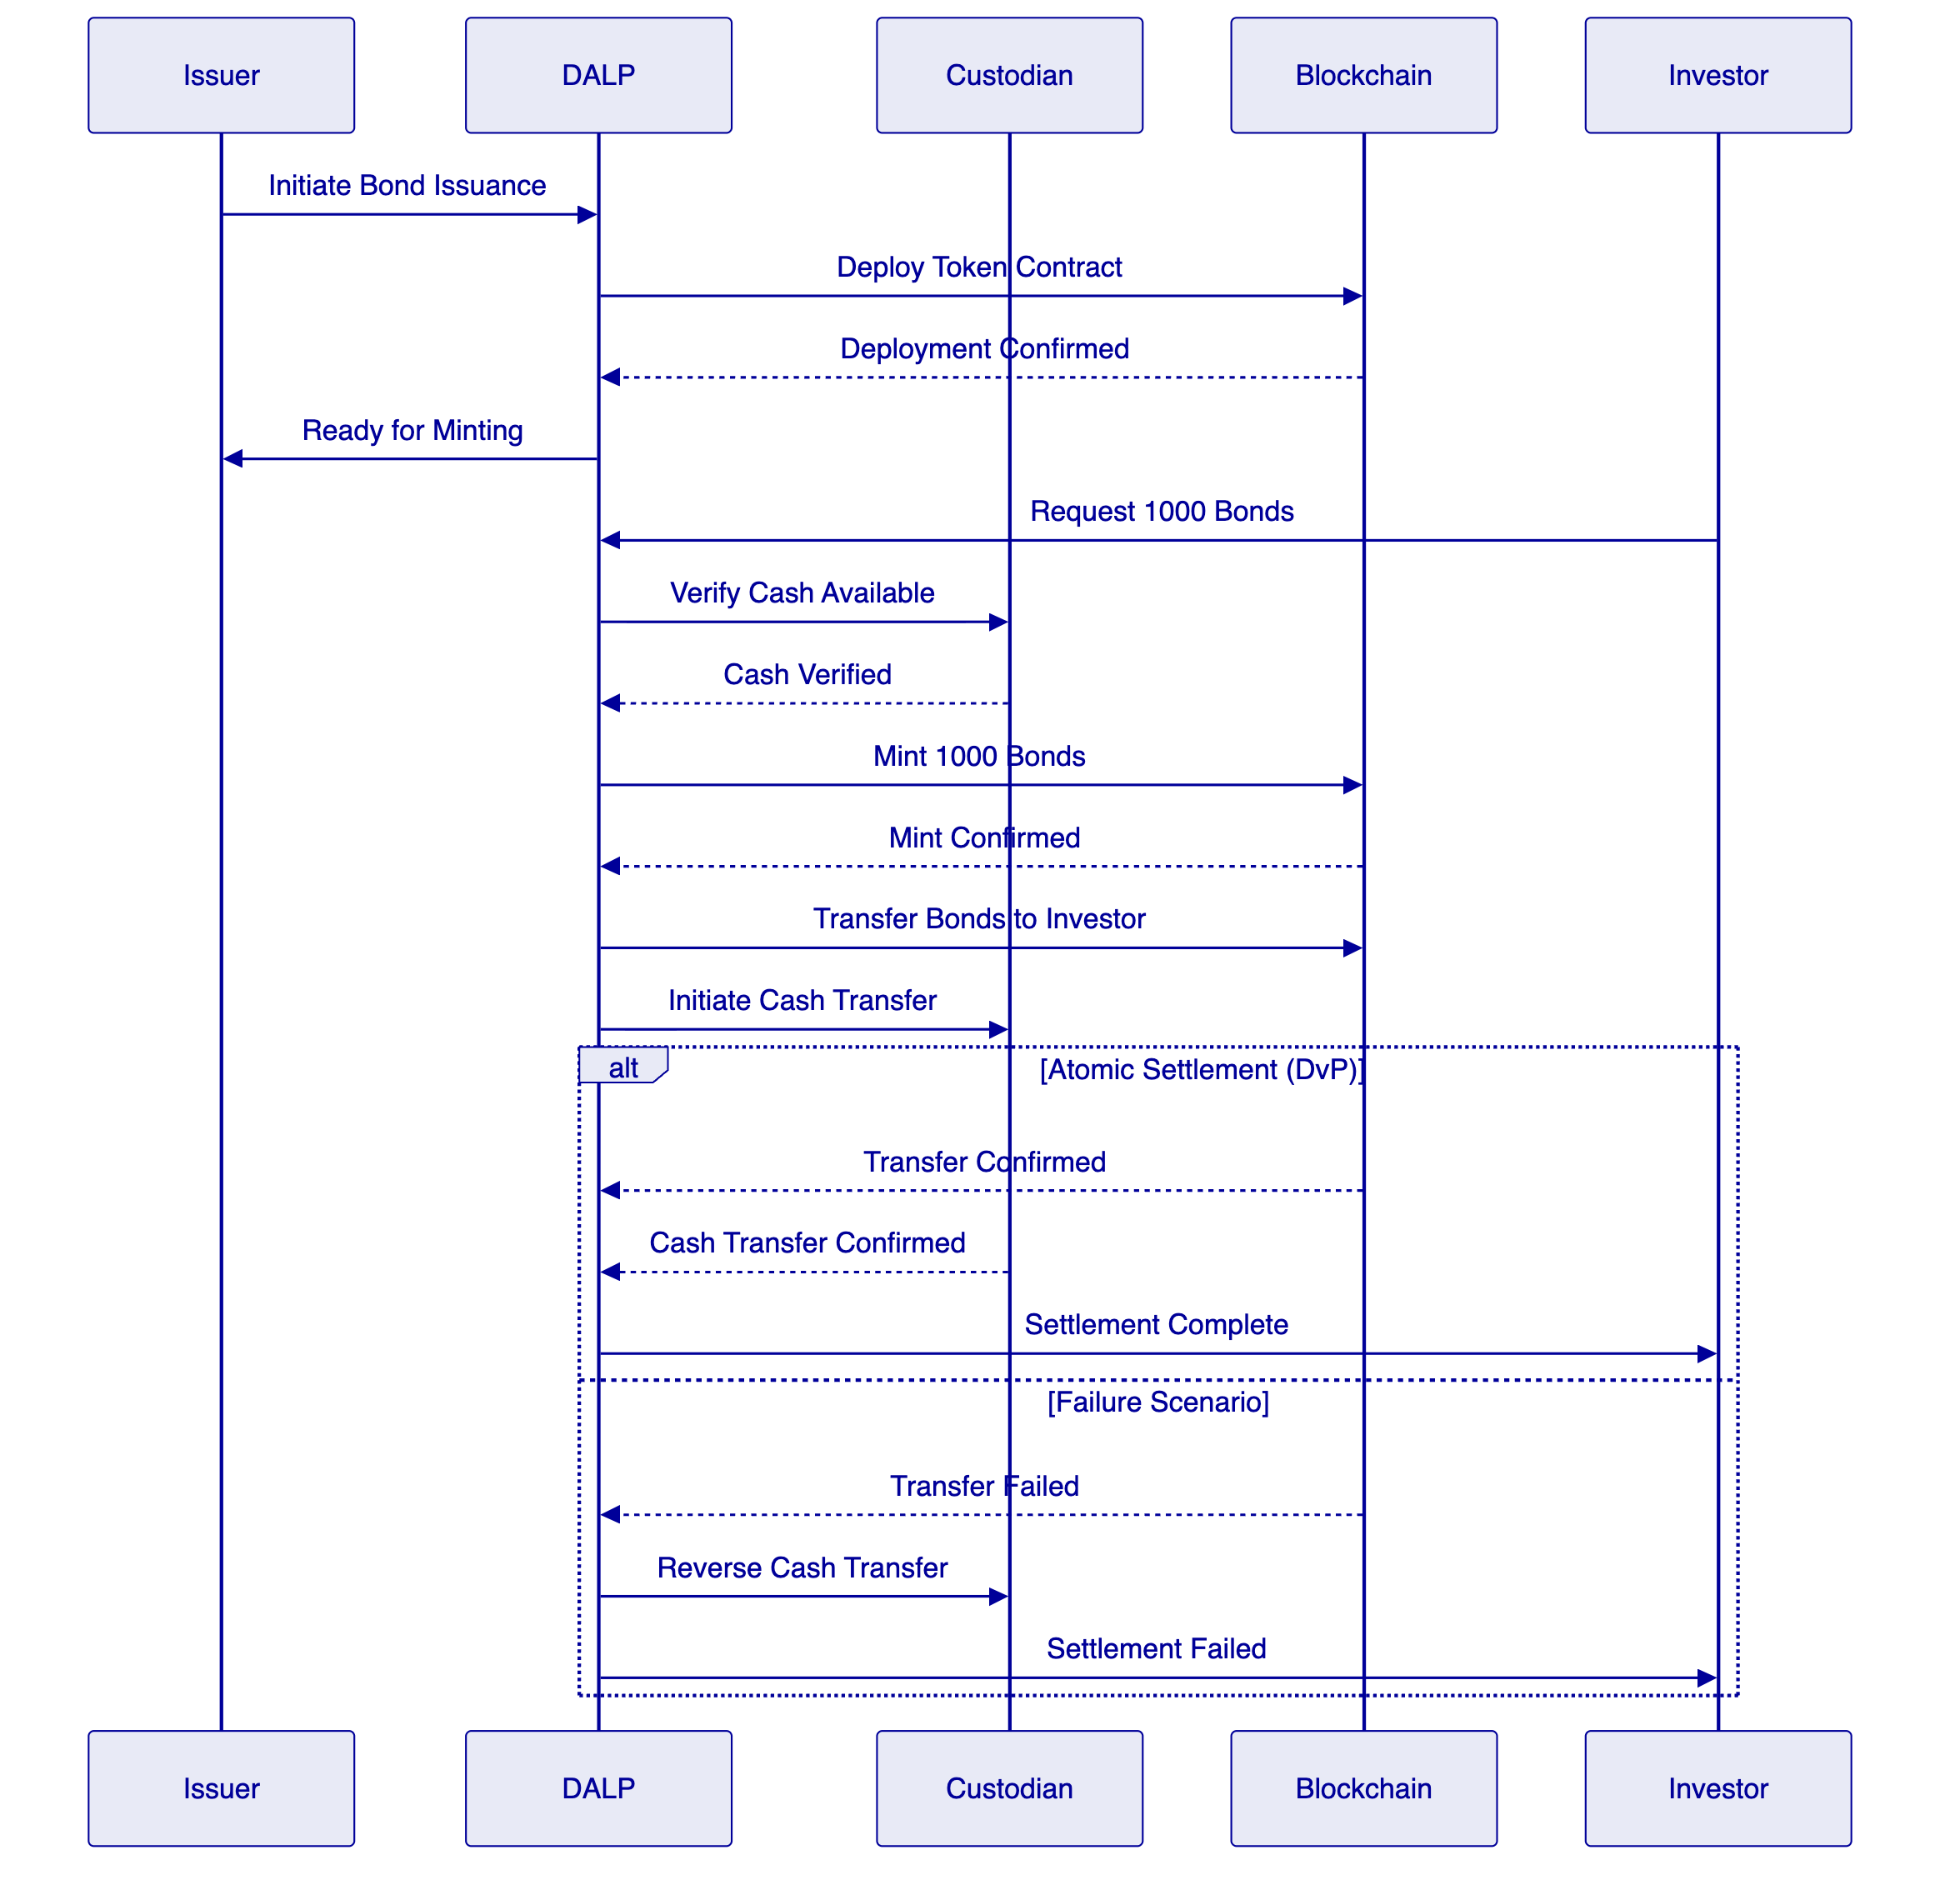 Issuer
DALP
Custodian
Blockchain
Investor
Initiate Bond Issuance
Deploy Token Contract
Deployment Confirmed
Ready for Minting
Request 1000 Bonds
Verify Cash Available
Cash Verified
Mint 1000 Bonds
Mint Confirmed
Transfer Bonds to Investor
Initiate Cash Transfer
alt
[Atomic Settlement (DvP)]
Transfer Confirmed
Cash Transfer Confirmed
Settlement Complete
[Failure Scenario]
Transfer Failed
Reverse Cash Transfer
Settlement Failed
Issuer
DALP
Custodian
Blockchain
Investor